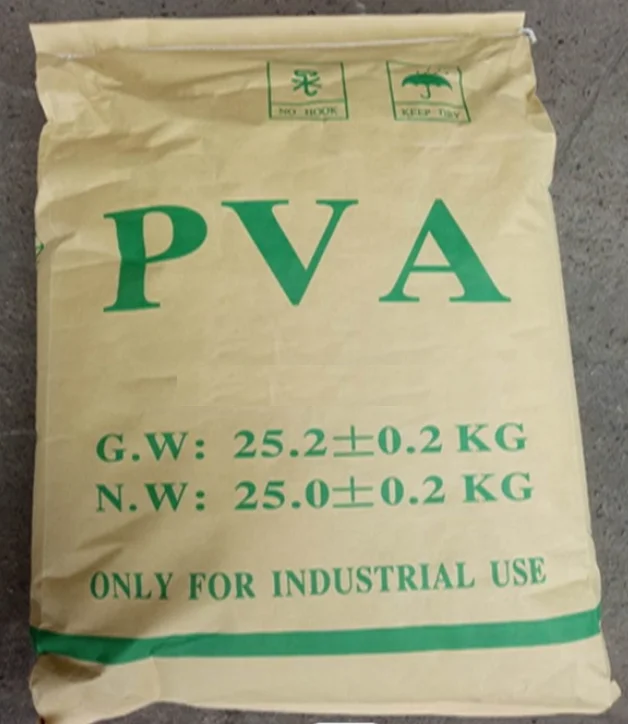 NO HOOK KEEP DRY
PVA
G.W: 25.2±0.2 KG
N.W: 25.0±0.2 KG
ONLY FOR INDUSTRIAL USE